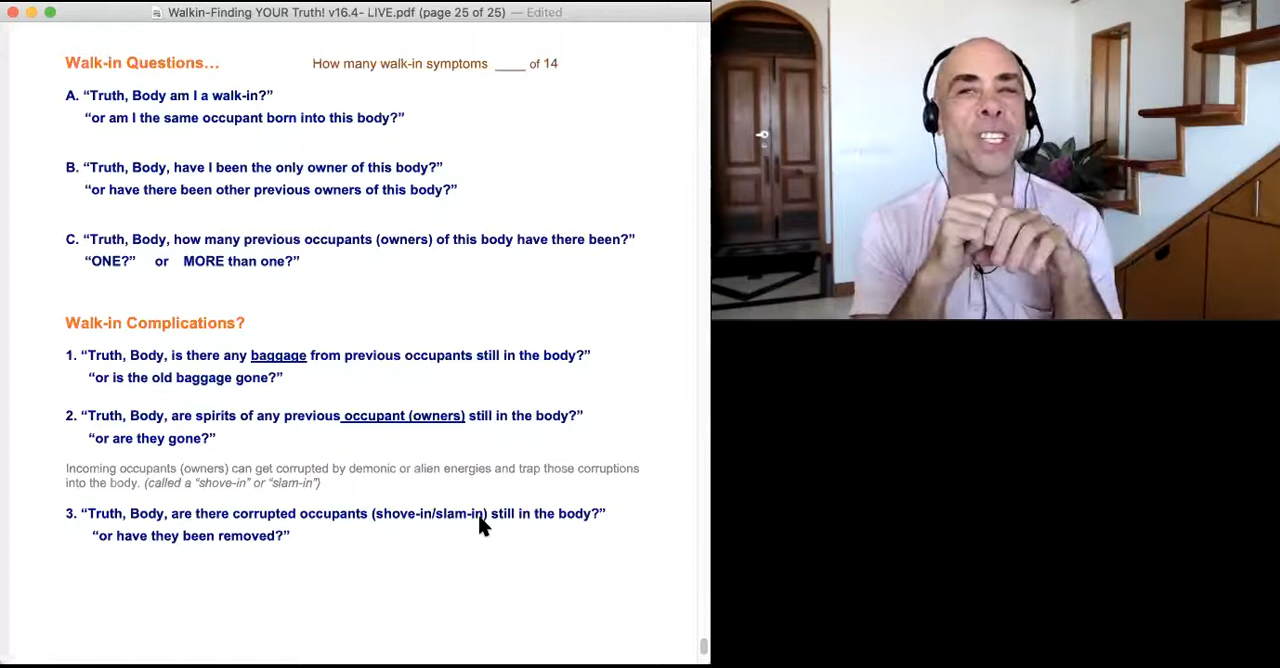 Walkin-Finding YOUR Truth! v16.4- LIVE.pdf (page 25 of 25) — Edited
Walk-in Questions… How many walk-in symptoms ____ of 14
A. “Truth, Body am I a walk-in?”
“or am I the same occupant born into this body?”
B. “Truth, Body, have I been the only owner of this body?”
“or have there been other previous owners of this body?”
C. “Truth, Body, how many previous occupants (owners) of this body have there been?”
“ONE?” or MORE than one?”
Walk-in Complications?
1. “Truth, Body, is there any baggage from previous occupants still in the body?”
“or is the old baggage gone?”
2. “Truth, Body, are spirits of any previous occupant (owners) still in the body?”
“or are they gone?”
Incoming occupants (owners) can get corrupted by demonic or alien energies and trap those corruptions
into the body. (called a “shove-in” or “slam-in”)
3. “Truth, Body, are there corrupted occupants (shove-in/slam-in) still in the body?”
“or have they been removed?”